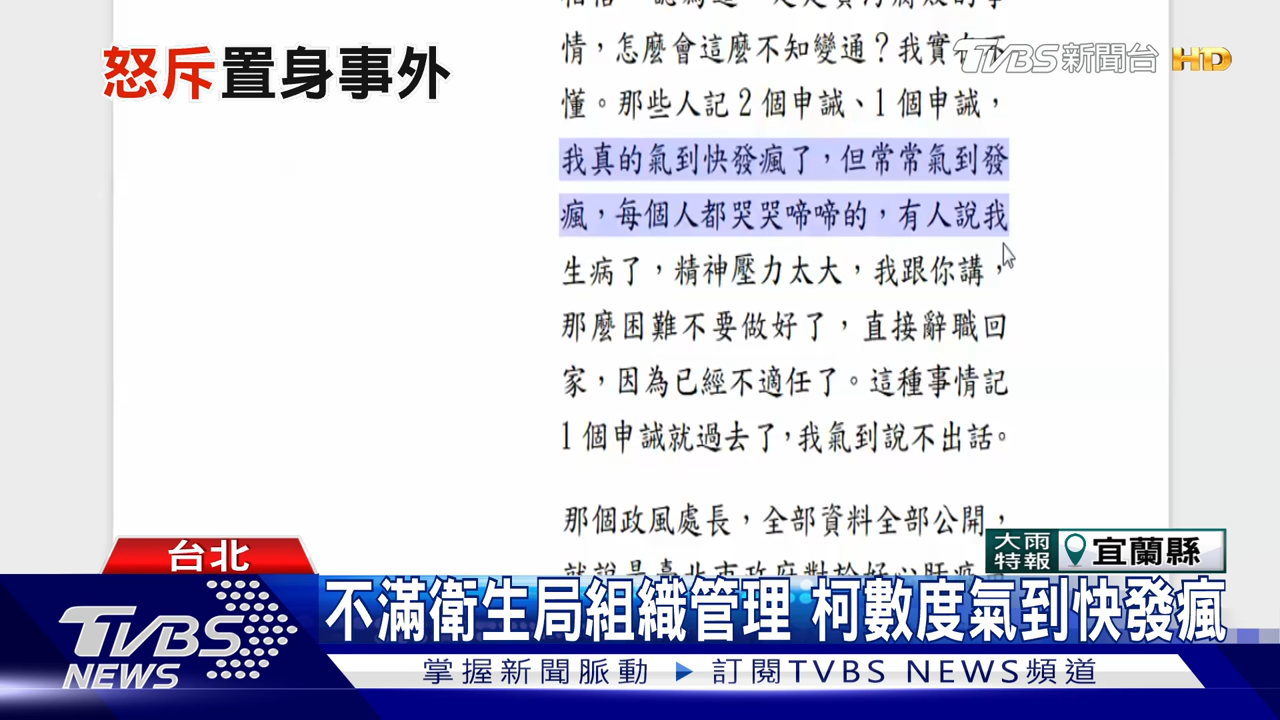 怒斥置身事外
TVBS新聞台 HD
情，怎麼會這麼不知變通？我實
懂。那些人記2個申誡、1個申誡，
我真的氣到快發瘋了，但常常氣到發
瘋，每個人都哭哭啼啼的，有人說我
生病了，精神壓力太大，我跟你講，
那麼困難不要做好了，直接辭職回
家，因為已經不適任了。這種事情記
1個申誡就過去了，我氣到說不出話。
那個政風處長，全部資料全部公開，
大雨特報
宜蘭縣
台北
不滿衛生局組織管理 柯數度氣到快發瘋
TVBS NEWS
掌握新聞脈動 ▶ 訂閱TVBS NEWS頻道